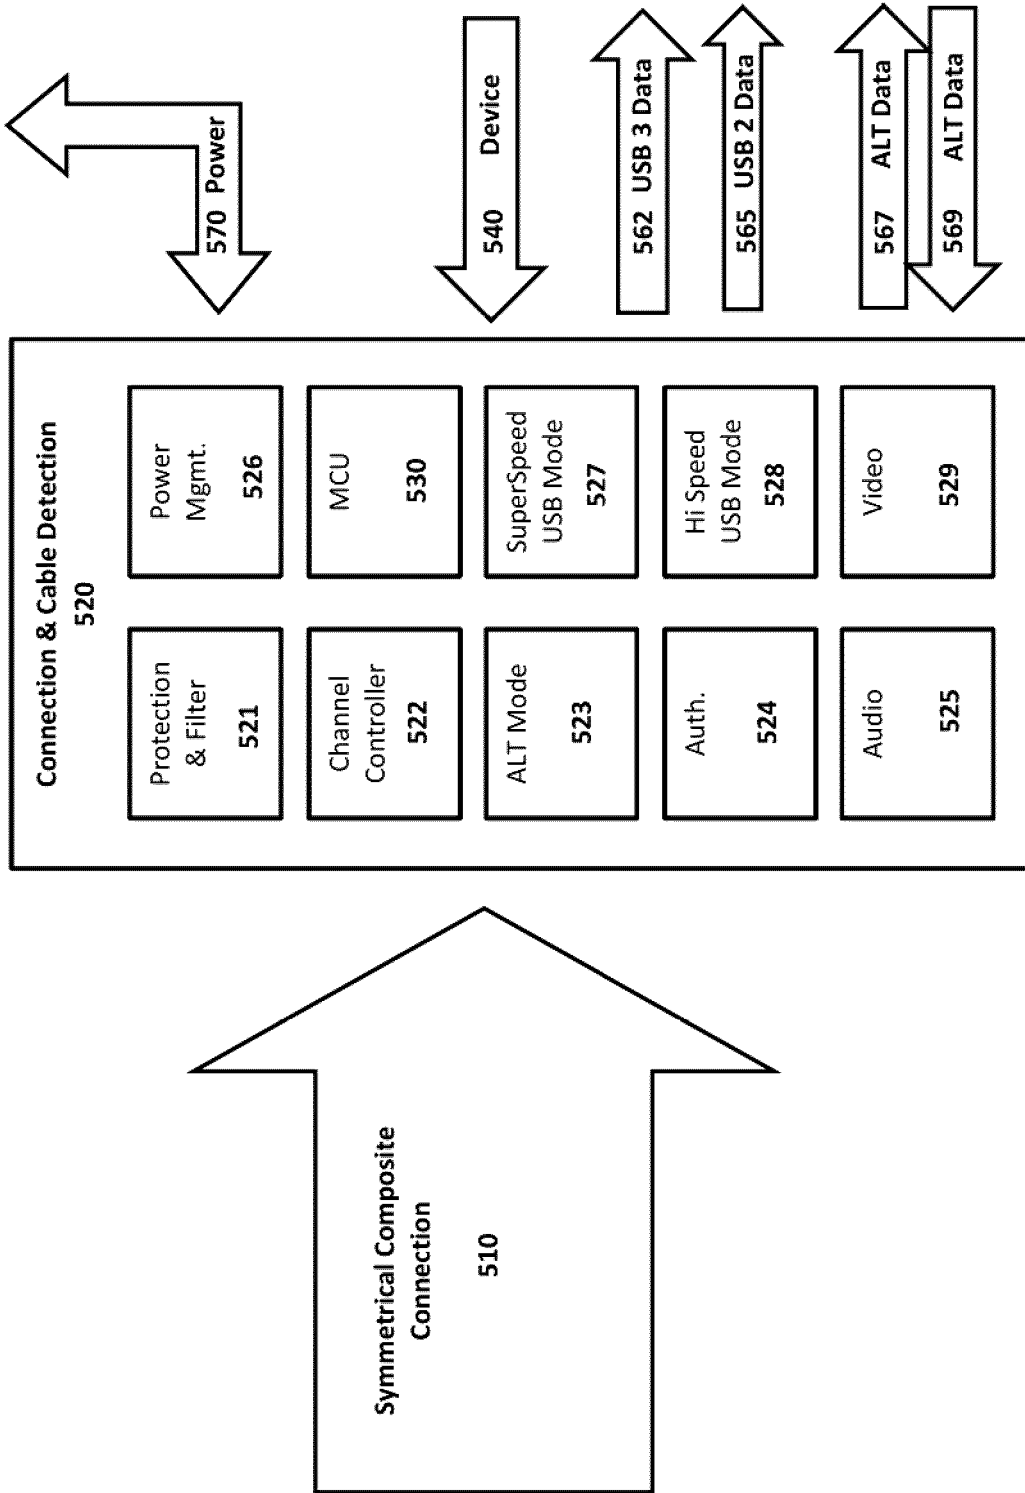 Symmetrical Composite
Connection
510
Connection & Cable Detection
520
Protection
& Filter
521
Channel
Controller
522
ALT Mode
523
Auth.
524
Audio
525
Power
Mgmt.
526
MCU
530
SuperSpeed
USB Mode
527
Hi Speed
USB Mode
528
Video
529
570 Power
540 Device
562 USB 3 Data
565 USB 2 Data
567 ALT Data
569 ALT Data